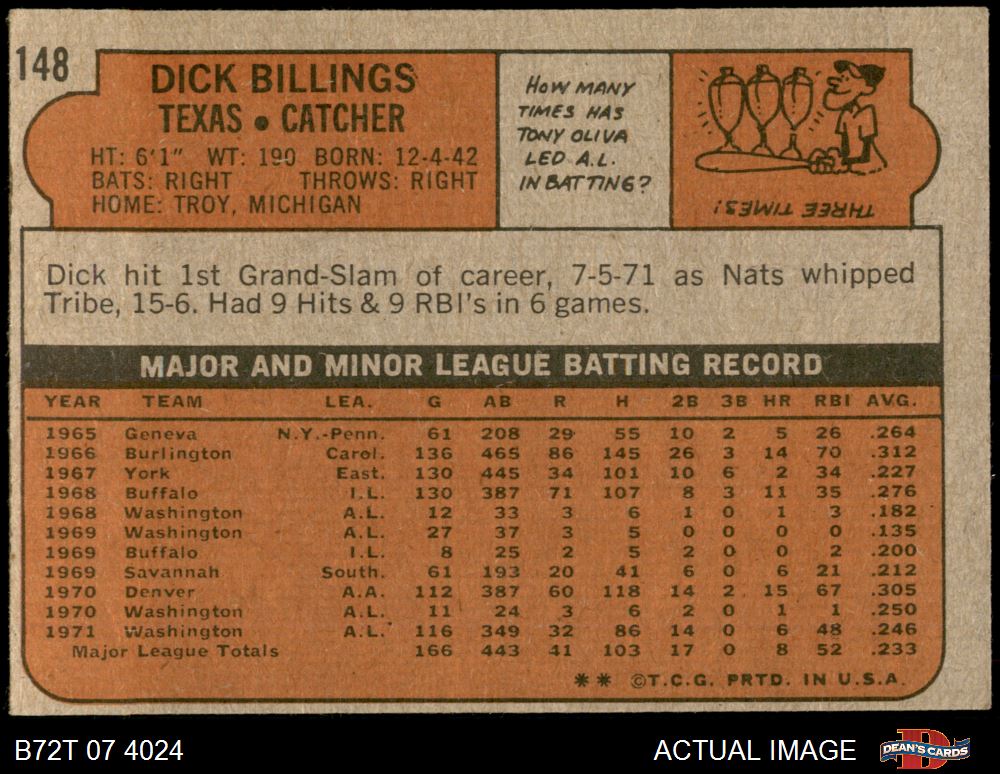 148
DICK BILLINGS
TEXAS • CATCHER
HT: 6'1" WT: 190 BORN: 12-4-42
BATS: RIGHT THROWS: RIGHT
HOME: TROY, MICHIGAN
HOW MANY
TIMES HAS
TONY OLIVA
LED A.L.
IN BATTING?
THREE TIMES!
Dick hit 1st Grand-Slam of career, 7-5-71 as Nats whipped
Tribe, 15-6. Had 9 Hits & 9 RBI's in 6 games.
MAJOR AND MINOR LEAGUE BATTING RECORD
YEAR TEAM LEA. G AB R H 2B 3B HR RBI AVG.
1965 Geneva N.Y.-Penn. 61 208 29 55 10 2 5 26 .264
1966 Burlington Carol. 136 465 86 145 26 3 14 70 .312
1967 York East. 130 445 34 101 10 6 2 34 .227
1968 Buffalo I.L. 130 387 71 107 8 3 11 35 .276
1968 Washington A.L. 12 33 3 6 1 0 1 3 .182
1969 Washington A.L. 27 37 3 5 0 0 0 0 .135
1969 Buffalo I.L. 8 25 2 5 2 0 0 2 .200
1969 Savannah South. 61 193 20 41 6 0 6 21 .212
1970 Denver A.A. 112 387 60 118 14 2 15 67 .305
1970 Washington A.L. 11 24 3 6 2 0 1 1 .250
1971 Washington A.L. 116 349 32 86 14 0 6 48 .246
Major League Totals 166 443 41 103 17 0 8 52 .233
** ©T.C.G. PRTD. IN U.S.A.
B72T 07 4024 ACTUAL IMAGE DEAN'S CARDS